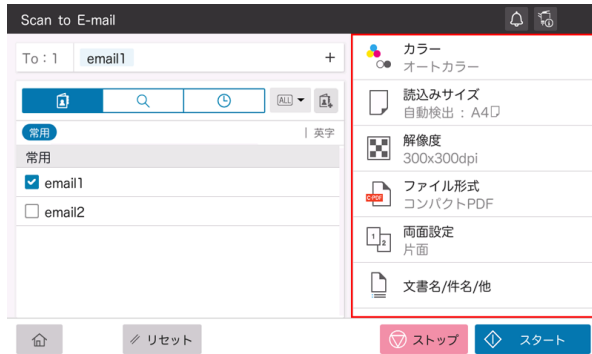 Scan to E-mail
To：1 email1 +
ALL
常用 | 英字
常用
email1
email2
カラー
オートカラー
読込みサイズ
自動検出 : A4
解像度
300x300dpi
C-PDF
ファイル形式
コンパクトPDF
1 2
両面設定
片面
文書名/件名/他
リセット
ストップ
スタート